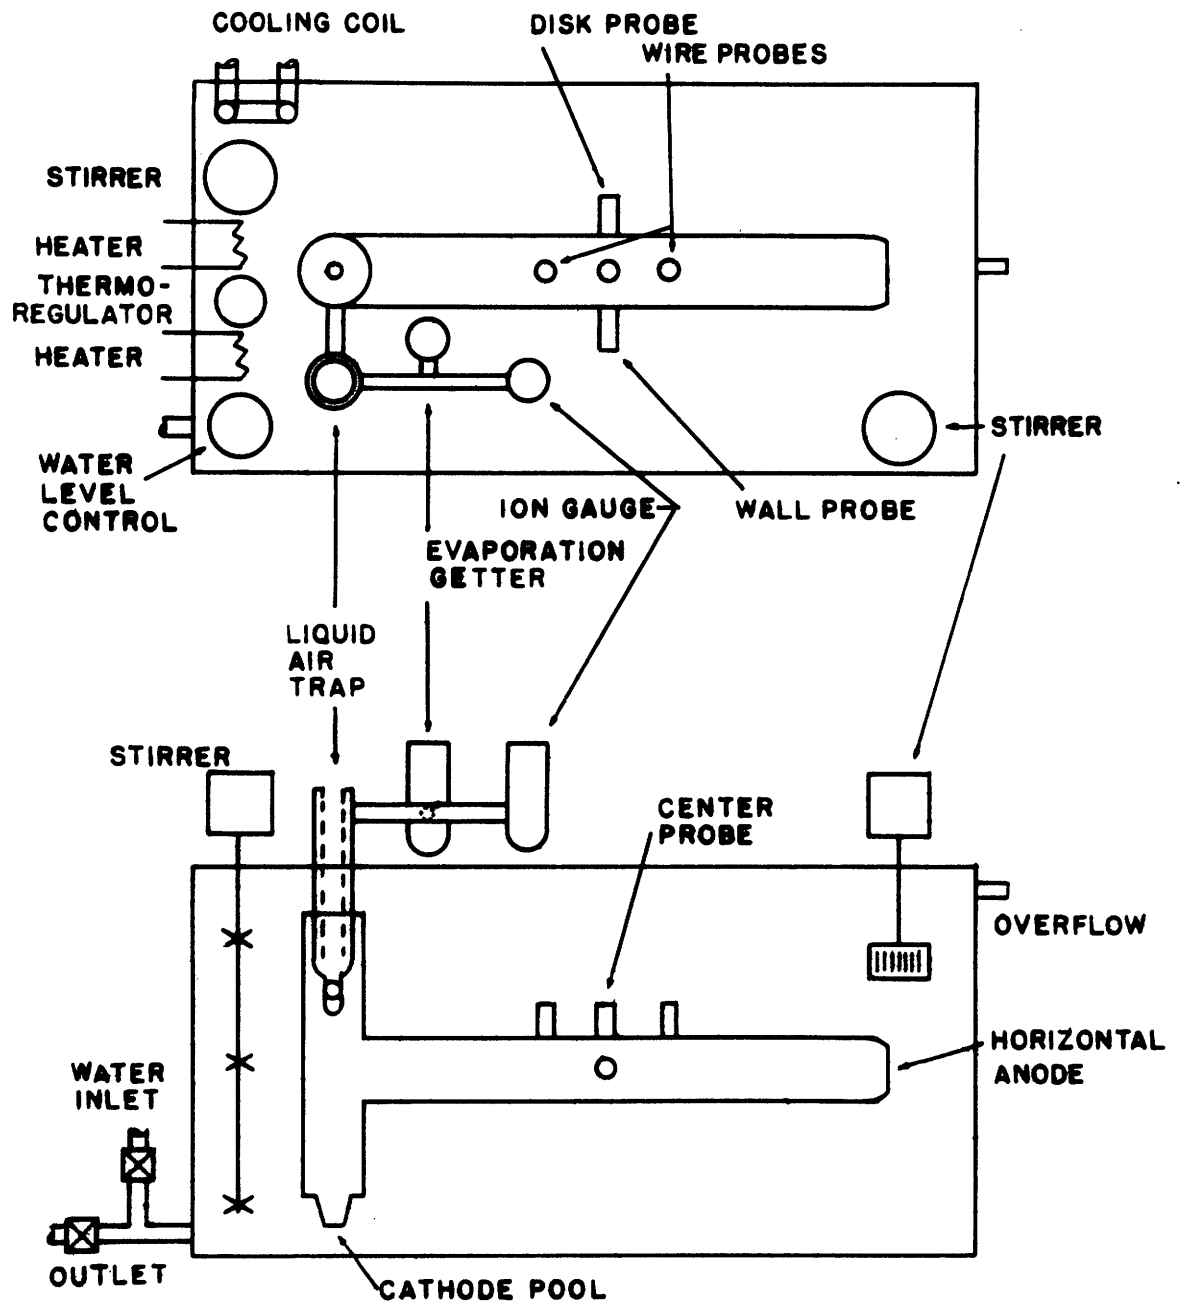 COOLING COIL
DISK PROBE
WIRE PROBES
STIRRER
HEATER
THERMO-
REGULATOR
HEATER
WATER
LEVEL
CONTROL
STIRRER
ION GAUGE
WALL PROBE
EVAPORATION
GETTER
LIQUID
AIR
TRAP
STIRRER
CENTER
PROBE
OVERFLOW
HORIZONTAL
ANODE
WATER
INLET
OUTLET
CATHODE POOL